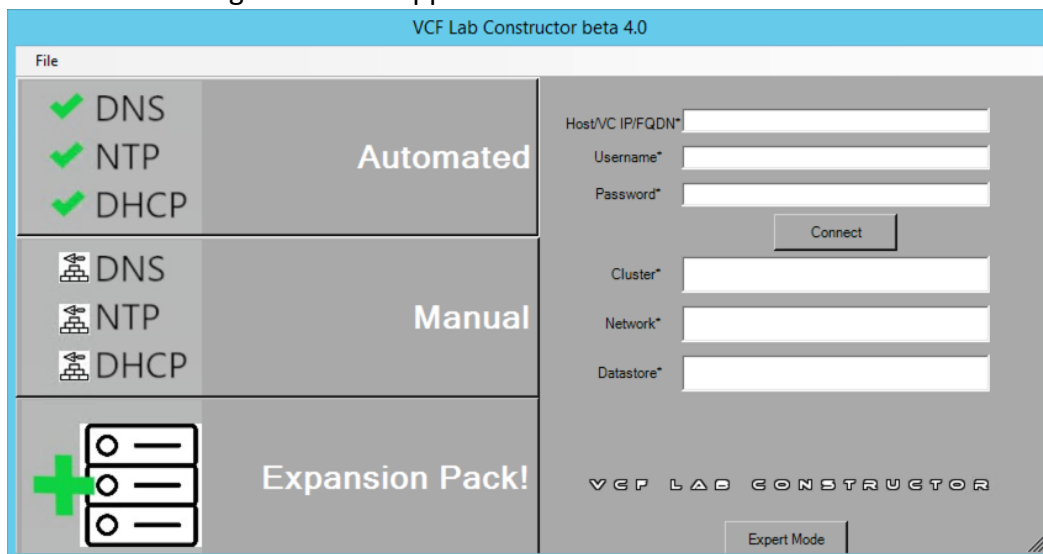 VCF Lab Constructor beta 4.0
File
DNS
NTP
DHCP
Automated
DNS
NTP
DHCP
Manual
Expansion Pack!
Host/VC IP/FQDN*
Username*
Password*
Connect
Cluster*
Network*
Datastore*
VCF LAB CONSTRUCTOR
Expert Mode